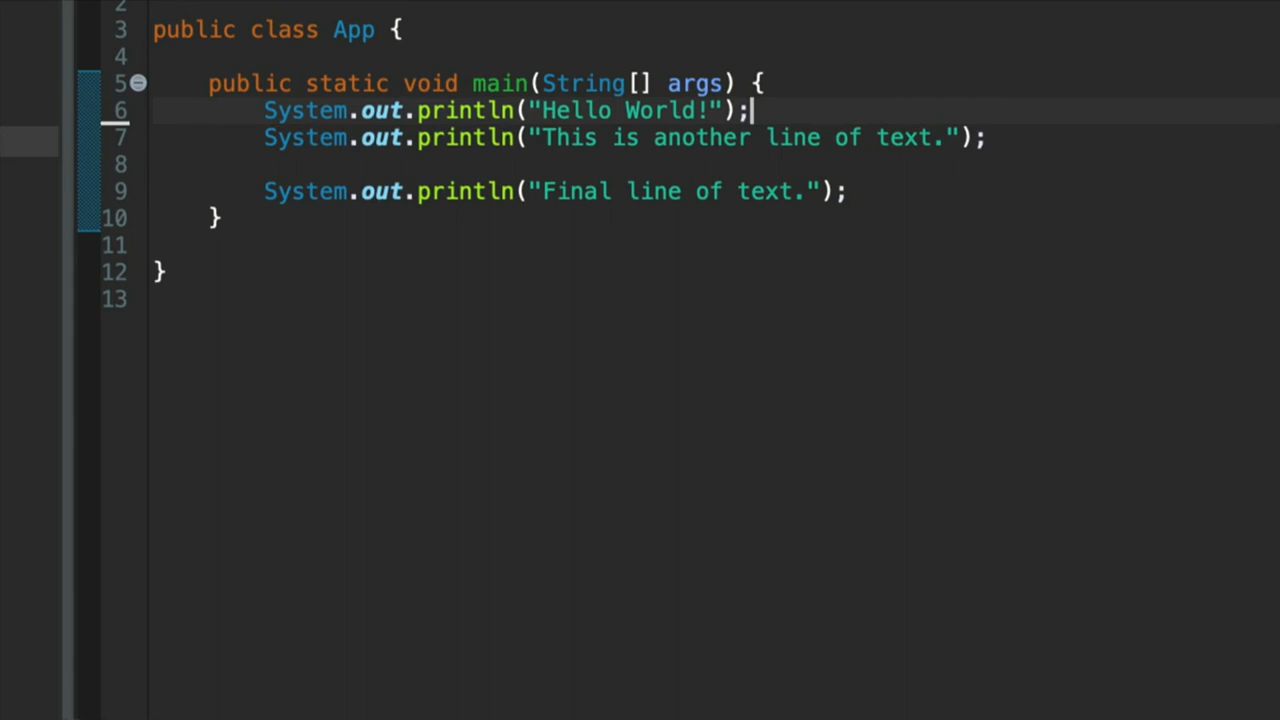 2
3 public class App {
4
5 public static void main(String[] args) {
6 System.out.println("Hello World!");
7 System.out.println("This is another line of text.");
8
9 System.out.println("Final line of text.");
10 }
11
12 }
13